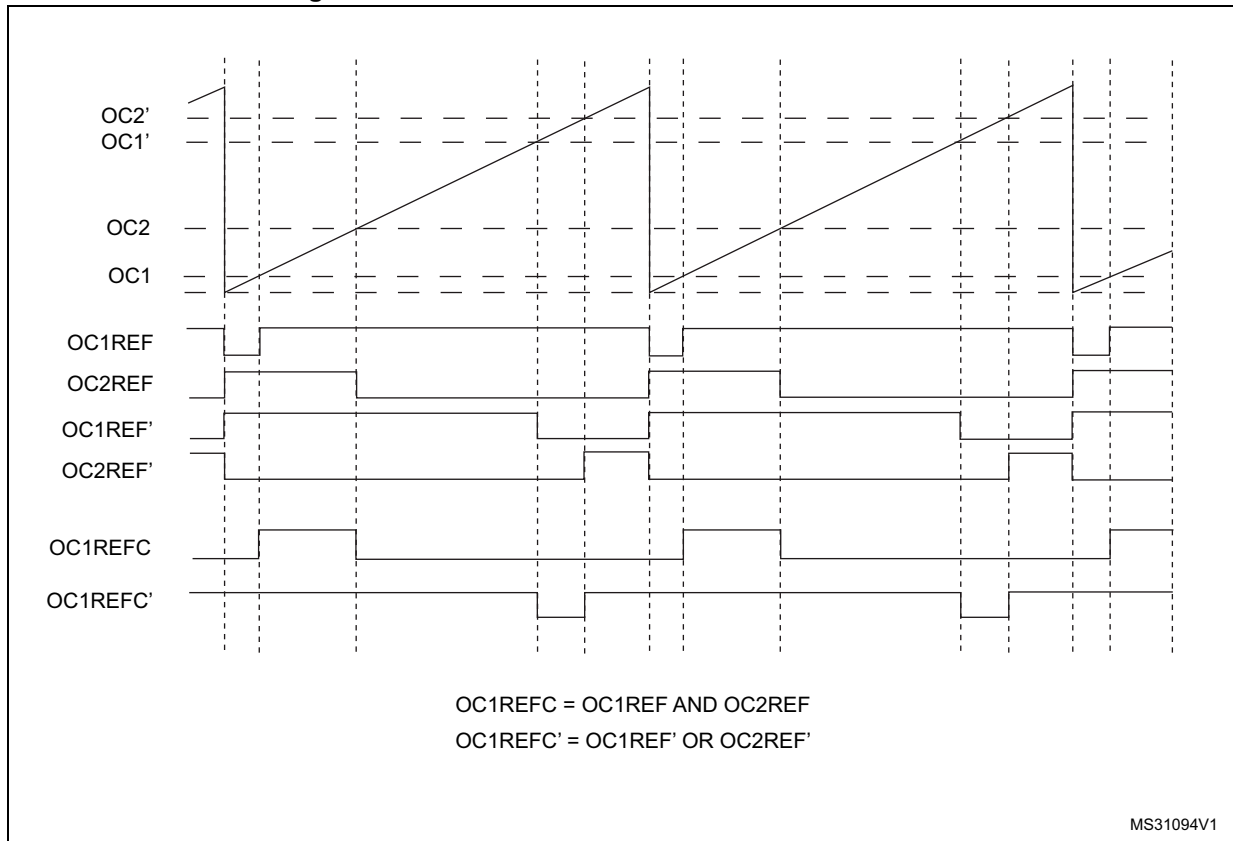 OC2’
OC1’
OC2
OC1
OC1REF
OC2REF
OC1REF’
OC2REF’
OC1REFC
OC1REFC’
OC1REFC = OC1REF AND OC2REF
OC1REFC’ = OC1REF’ OR OC2REF’
MS31094V1